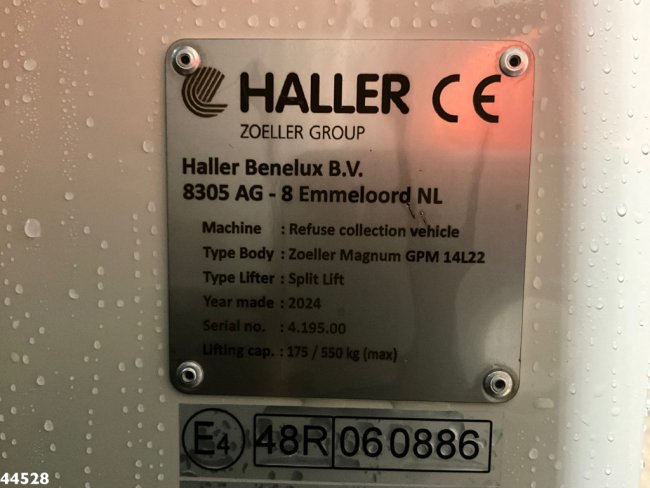 HALLER CE
ZOELLER GROUP
Haller Benelux B.V.
8305 AG - 8 Emmeloord NL
Machine : Refuse collection vehicle
Type Body : Zoeller Magnum GPM 14L22
Type Lifter : Split Lift
Year made : 2024
Serial no. : 4.195.00
Lifting cap. : 175 / 550 kg (max)
E4 48R 060886
44528